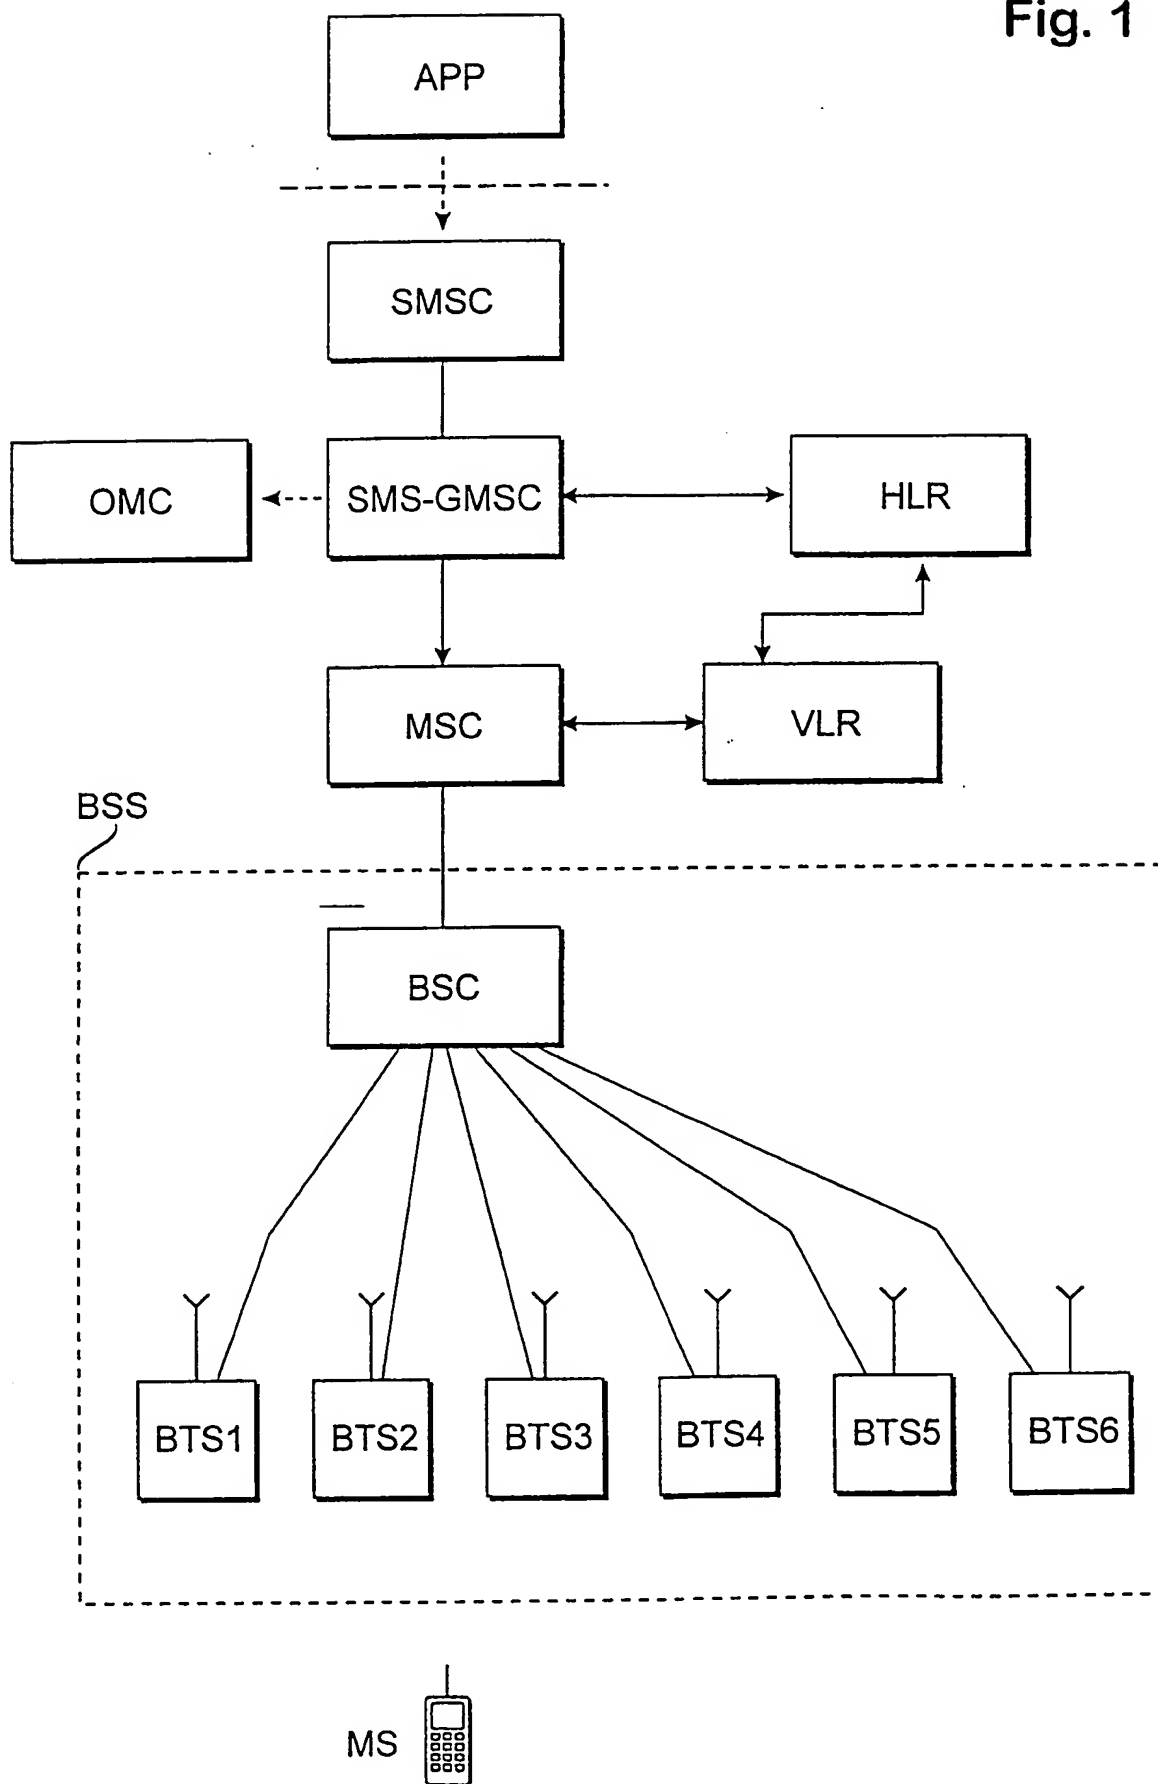 Fig. 1
APP
SMSC
OMC
SMS-GMSC
HLR
MSC
VLR
BSS
BSC
BTS1
BTS2
BTS3
BTS4
BTS5
BTS6
MS